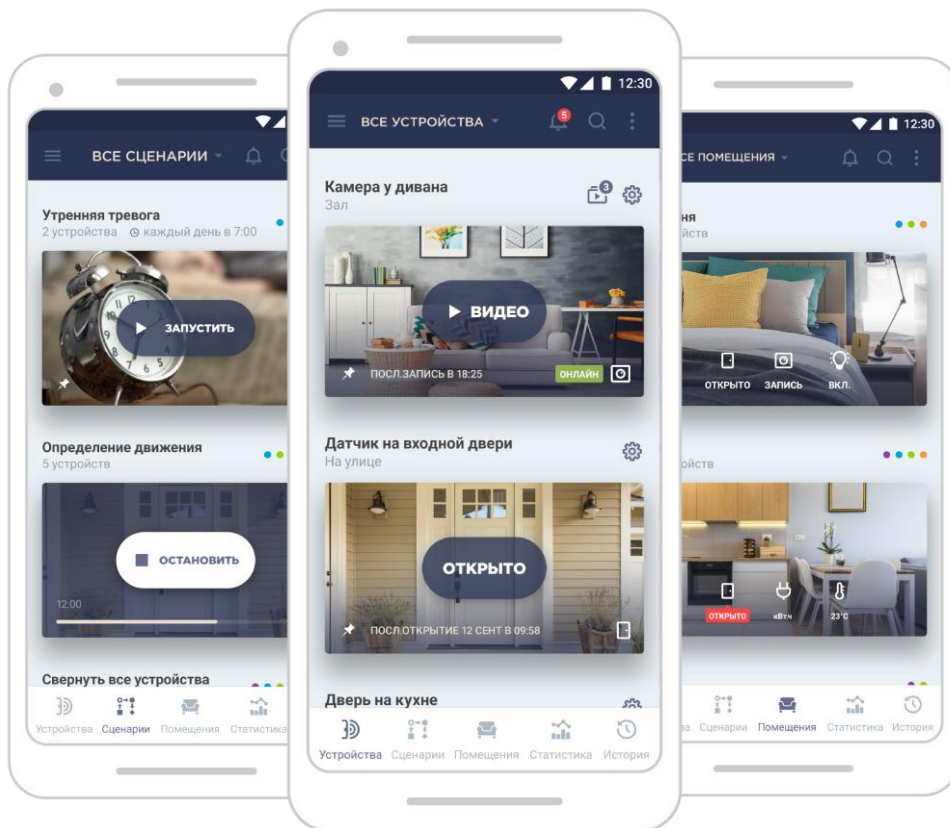 ВСЕ СЦЕНАРИИ
Утренняя тревога
2 устройства каждый день в 7:00
ЗАПУСТИТЬ
Определение движения
5 устройств
ОСТАНОВИТЬ
12:00
Свернуть все устройства
Устройства Сценарии Помещения Статистика
12:30
ВСЕ УСТРОЙСТВА
5
Камера у дивана
3
Зал
ВИДЕО
ПОСЛ.ЗАПИСЬ В 18:25
ОНЛАЙН
Датчик на входной двери
На улице
ОТКРЫТО
ПОСЛ.ОТКРЫТИЕ 12 СЕНТ В 09:58
Дверь на кухне
Устройства Сценарии Помещения Статистика История
12:30
СЕ ПОМЕЩЕНИЯ
ня
йств
ОТКРЫТО ЗАПИСЬ ВКЛ.
ойств
ОТКРЫТО кВтч 23°С
ва Сценарии Помещения Статистика История